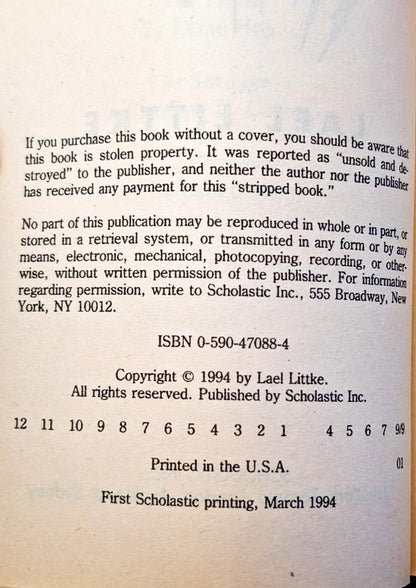 If you purchase this book without a cover, you should be aware that
this book is stolen property. It was reported as “unsold and de-
stroyed” to the publisher, and neither the author nor the publisher
has received any payment for this “stripped book.”
No part of this publication may be reproduced in whole or in part, or
stored in a retrieval system, or transmitted in any form or by any
means, electronic, mechanical, photocopying, recording, or other-
wise, without written permission of the publisher. For information
regarding permission, write to Scholastic Inc., 555 Broadway, New
York, NY 10012.
ISBN 0-590-47088-4
Copyright © 1994 by Lael Littke.
All rights reserved. Published by Scholastic Inc.
12 11 10 9 8 7 6 5 4 3 2 1 4 5 6 7 9/9
Printed in the U.S.A. 01
First Scholastic printing, March 1994